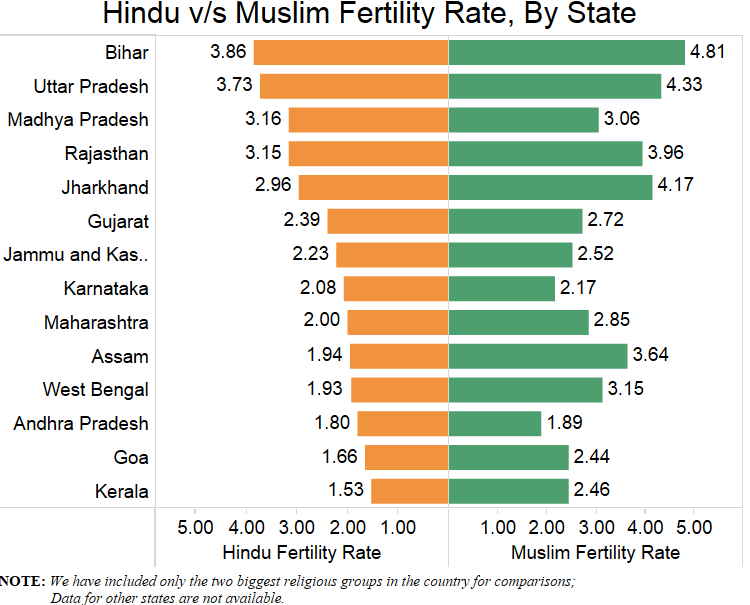 Hindu v/s Muslim Fertility Rate, By State
Bihar 3.86 4.81
Uttar Pradesh 3.73 4.33
Madhya Pradesh 3.16 3.06
Rajasthan 3.15 3.96
Jharkhand 2.96 4.17
Gujarat 2.39 2.72
Jammu and Kas.. 2.23 2.52
Karnataka 2.08 2.17
Maharashtra 2.00 2.85
Assam 1.94 3.64
West Bengal 1.93 3.15
Andhra Pradesh 1.80 1.89
Goa 1.66 2.44
Kerala 1.53 2.46
5.00 4.00 3.00 2.00 1.00 1.00 2.00 3.00 4.00 5.00
Hindu Fertility Rate Muslim Fertility Rate
NOTE: We have included only the two biggest religious groups in the country for comparisons;
Data for other states are not available.